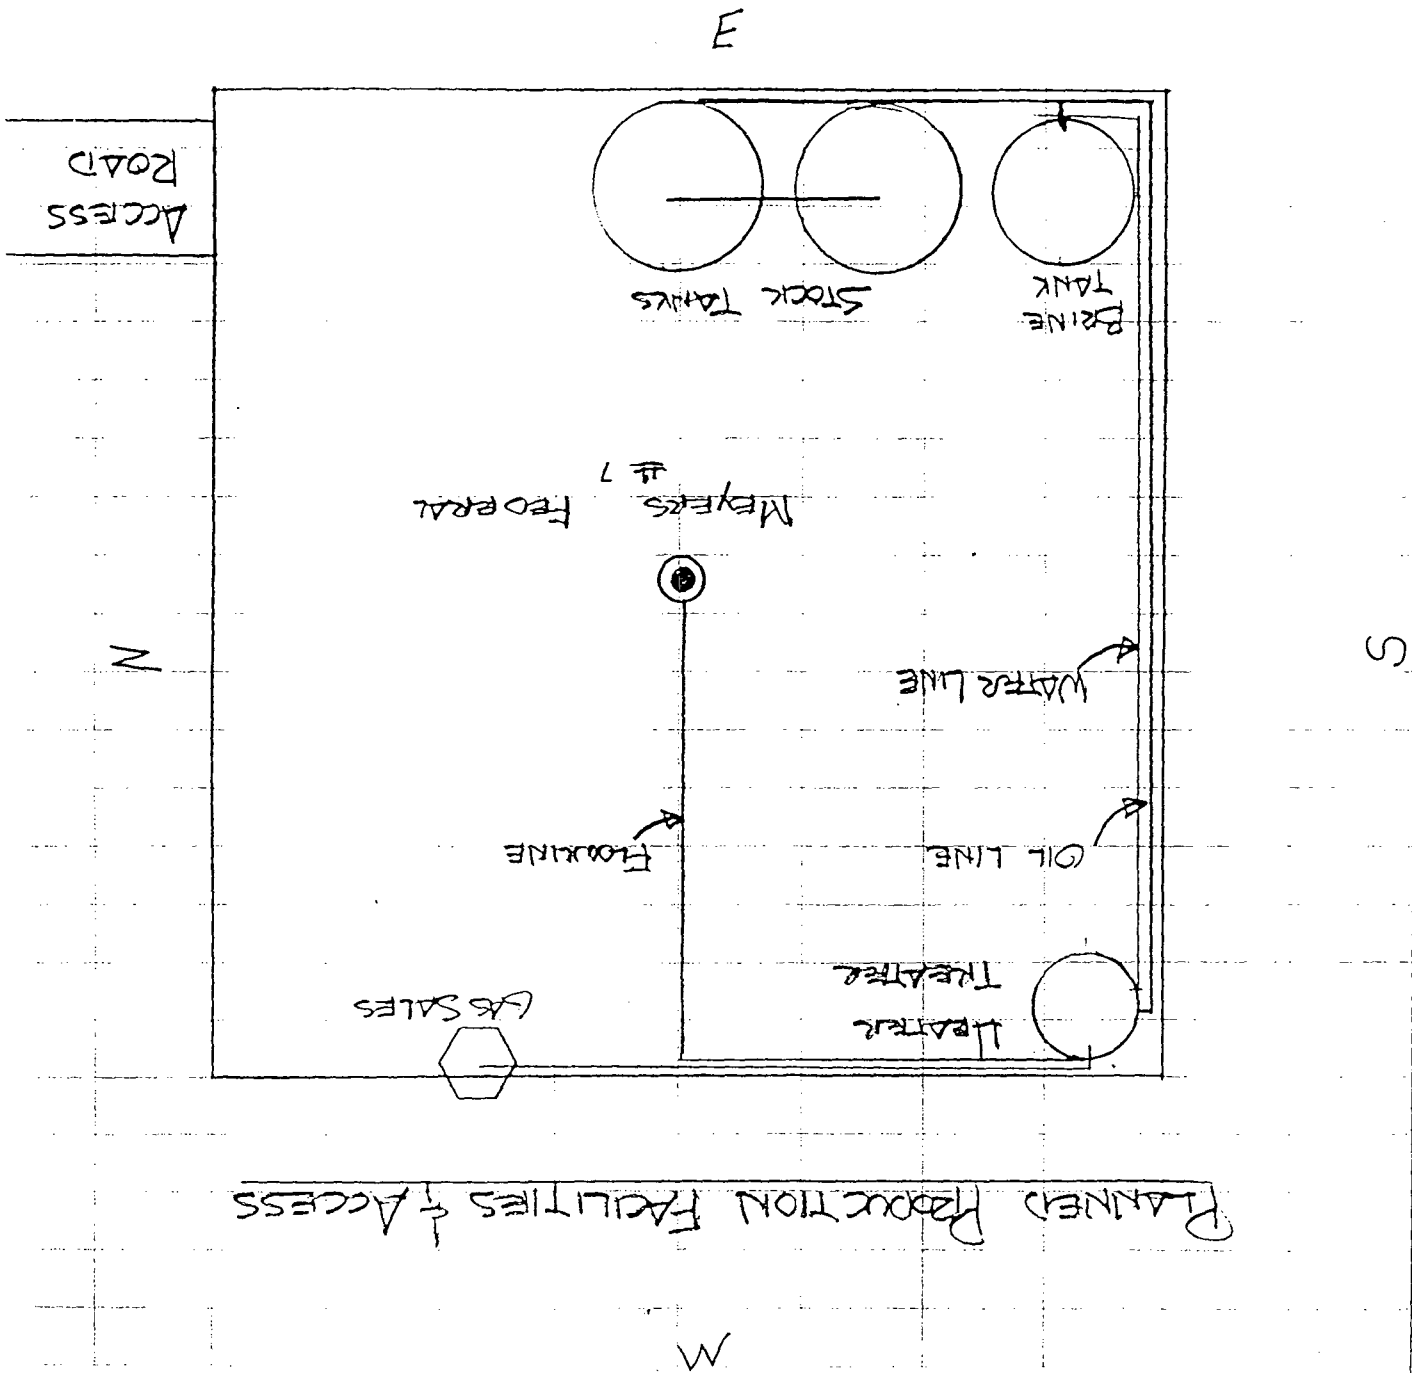 W
PLANNED PRODUCTION FACILITIES & ACCESS
HEATER
TREATER
GAS SALES
OIL LINE
FLOWLINE
WATER LINE
S
N
MEYERS FEDERAL
# 7
BRINE
TANK
STOCK TANKS
ACCESS
ROAD
E